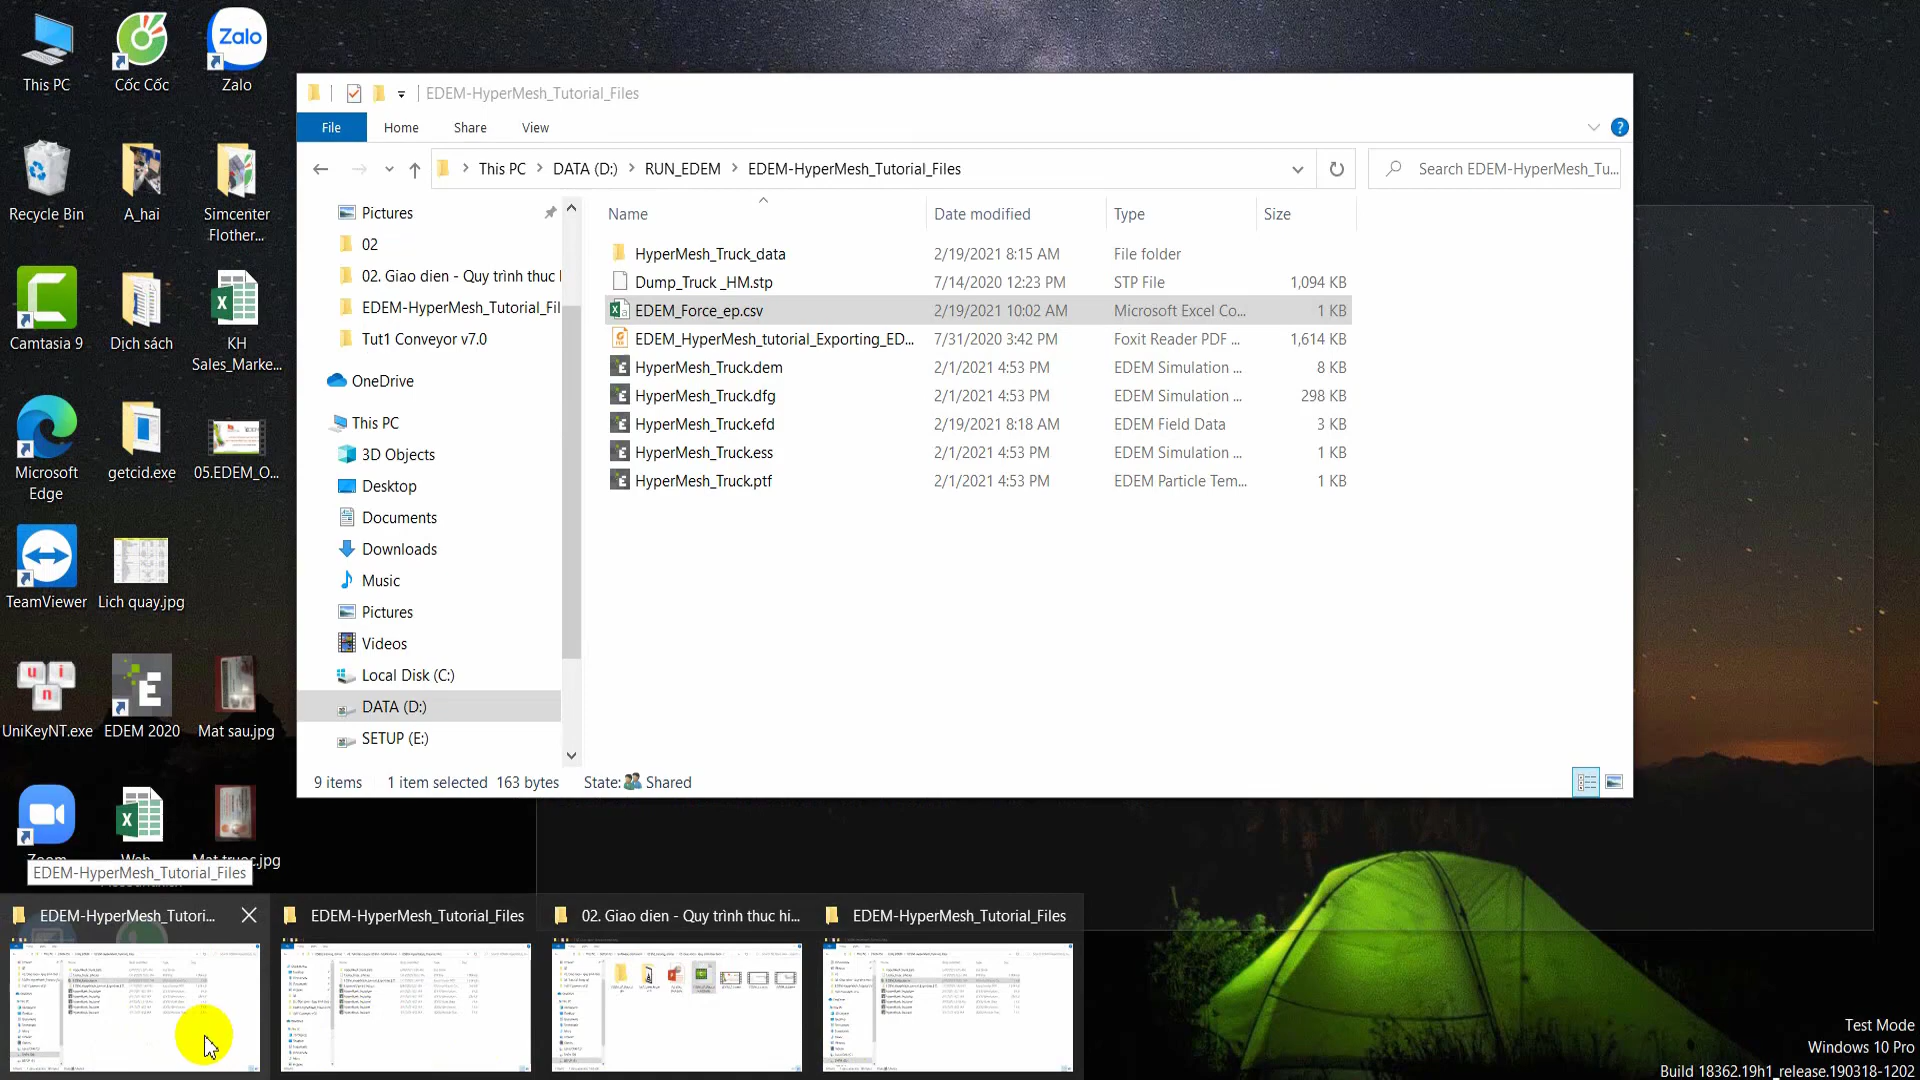 This PC
Cốc Cốc
Zalo
Zalo
Recycle Bin
A_hai
Simcenter
Flother...
Camtasia 9
Dịch sách
KH
Sales_Marke...
Microsoft
Edge
getcid.exe
05.EDEM_O...
TeamViewer
Lich quay.jpg
UniKeyNT.exe
EDEM 2020
Mat sau.jpg
Zoom
Web
Mat truoc.jpg
EDEM-HyperMesh_Tutorial_Files
File
Home
Share
View
This PC
DATA (D:)
RUN_EDEM
EDEM-HyperMesh_Tutorial_Files
Search EDEM-HyperMesh_Tu...
Pictures
02
02. Giao dien - Quy trình thuc
EDEM-HyperMesh_Tutorial_Fil
Tut1 Conveyor v7.0
OneDrive
This PC
3D Objects
Desktop
Documents
Downloads
Music
Pictures
Videos
Local Disk (C:)
DATA (D:)
SETUP (E:)
Name Date modified Type Size
HyperMesh_Truck_data 2/19/2021 8:15 AM File folder
Dump_Truck _HM.stp 7/14/2020 12:23 PM STP File 1,094 KB
EDEM_Force_ep.csv 2/19/2021 10:02 AM Microsoft Excel Co... 1 KB
EDEM_HyperMesh_tutorial_Exporting_ED... 7/31/2020 3:42 PM Foxit Reader PDF ... 1,614 KB
HyperMesh_Truck.dem 2/1/2021 4:53 PM EDEM Simulation ... 8 KB
HyperMesh_Truck.dfg 2/1/2021 4:53 PM EDEM Simulation ... 298 KB
HyperMesh_Truck.efd 2/19/2021 8:18 AM EDEM Field Data 3 KB
HyperMesh_Truck.ess 2/1/2021 4:53 PM EDEM Simulation ... 1 KB
HyperMesh_Truck.ptf 2/1/2021 4:53 PM EDEM Particle Tem... 1 KB
9 items 1 item selected 163 bytes State: Shared
EDEM-HyperMesh_Tutorial_Files
EDEM-HyperMesh_Tutori...
EDEM-HyperMesh_Tutorial_Files
02. Giao dien - Quy trình thuc hi...
EDEM-HyperMesh_Tutorial_Files
Test Mode
Windows 10 Pro
Build 18362.19h1_release.190318-1202